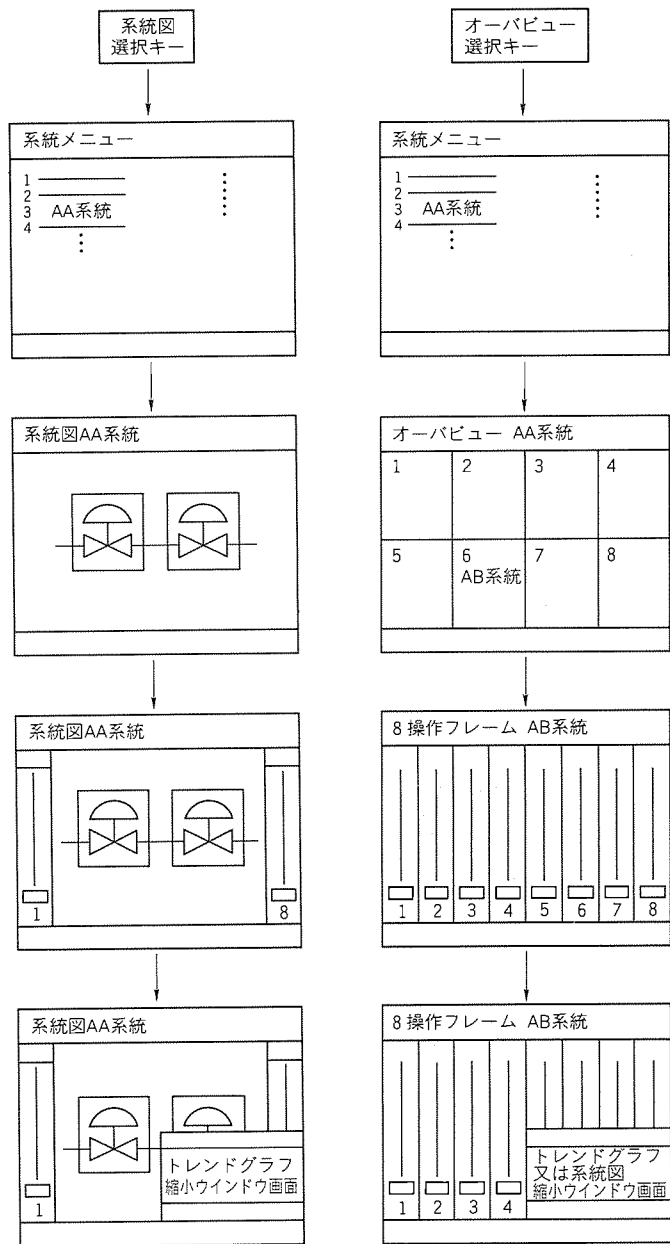 系統図
選択キー
系統メニュー
1
2
3 AA系統
4
系統図AA系統
系統図AA系統
1
8
系統図AA系統
トレンドグラフ
縮小ウインドウ画面
1
オーバビュー
選択キー
系統メニュー
1
2
3 AA系統
4
オーバビュー AA系統
1 2 3 4
5 6 7 8
AB系統
8操作フレーム AB系統
1 2 3 4 5 6 7 8
8操作フレーム AB系統
トレンドグラフ
又は系統図
縮小ウインドウ画面
1 2 3 4